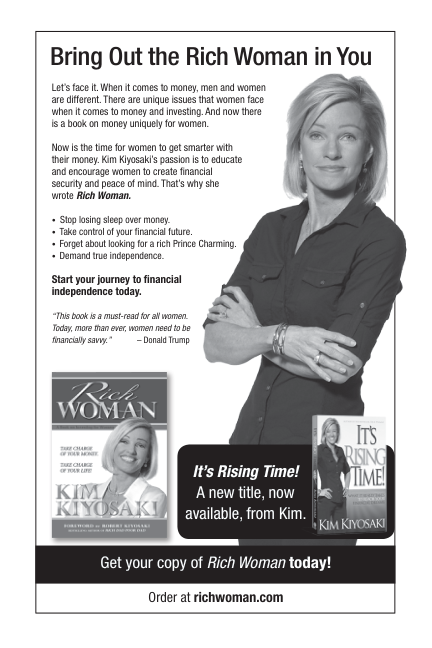 Bring Out the Rich Woman in You
Let's face it. When it comes to money, men and women
are different. There are unique issues that women face
when it comes to money and investing. And now there
is a book on money uniquely for women.
Now is the time for women to get smarter with
their money. Kim Kiyosaki's passion is to educate
and encourage women to create financial
security and peace of mind. That's why she
wrote Rich Woman.
• Stop losing sleep over money.
• Take control of your financial future.
• Forget about looking for a rich Prince Charming.
• Demand true independence.
Start your journey to financial
independence today.
“This book is a must-read for all women.
Today, more than ever, women need to be
financially savvy.” – Donald Trump
Rich
WOMAN
TAKE CHARGE
OF YOUR MONEY
TAKE CHARGE
OF YOUR LIFE
KIM
KIYOSAKI
FOREWORD BY ROBERT KIYOSAKI
It's Rising Time!
A new title, now
available, from Kim.
IT'S
RISING
TIME!
KIM KIYOSAKI
Get your copy of Rich Woman today!
Order at richwoman.com